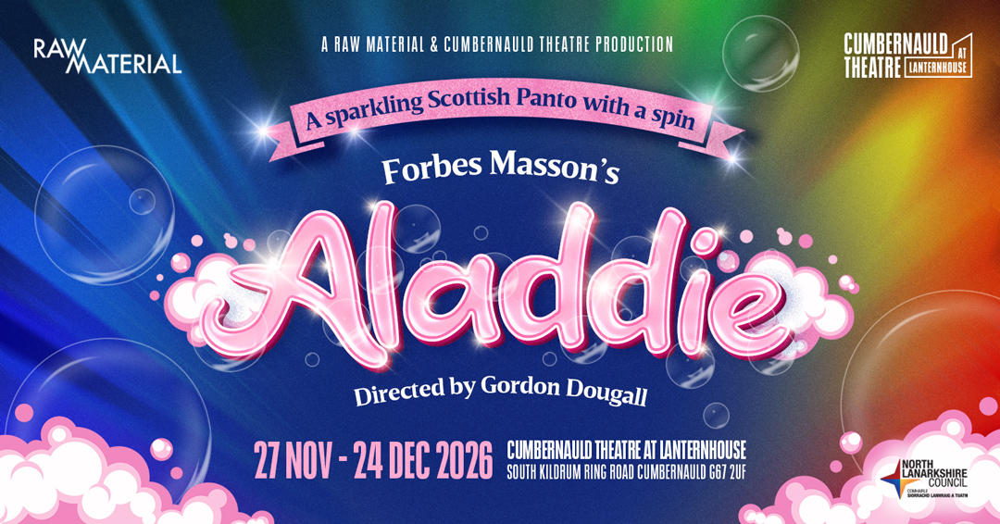 RAW
MATERIAL
A RAW MATERIAL & CUMBERNAULD THEATRE PRODUCTION
CUMBERNAULD
THEATRE AT
LANTERNHOUSE
A sparkling Scottish Panto with a spin
Forbes Masson's
Aladdie
Directed by Gordon Dougall
27 NOV - 24 DEC 2026
CUMBERNAULD THEATRE AT LANTERNHOUSE
SOUTH KILDRUM RING ROAD CUMBERNAULD G67 2UF
NORTH
LANARKSHIRE
COUNCIL
COMHAIRLE
SIORRACHD LANNRAIG A TUATH